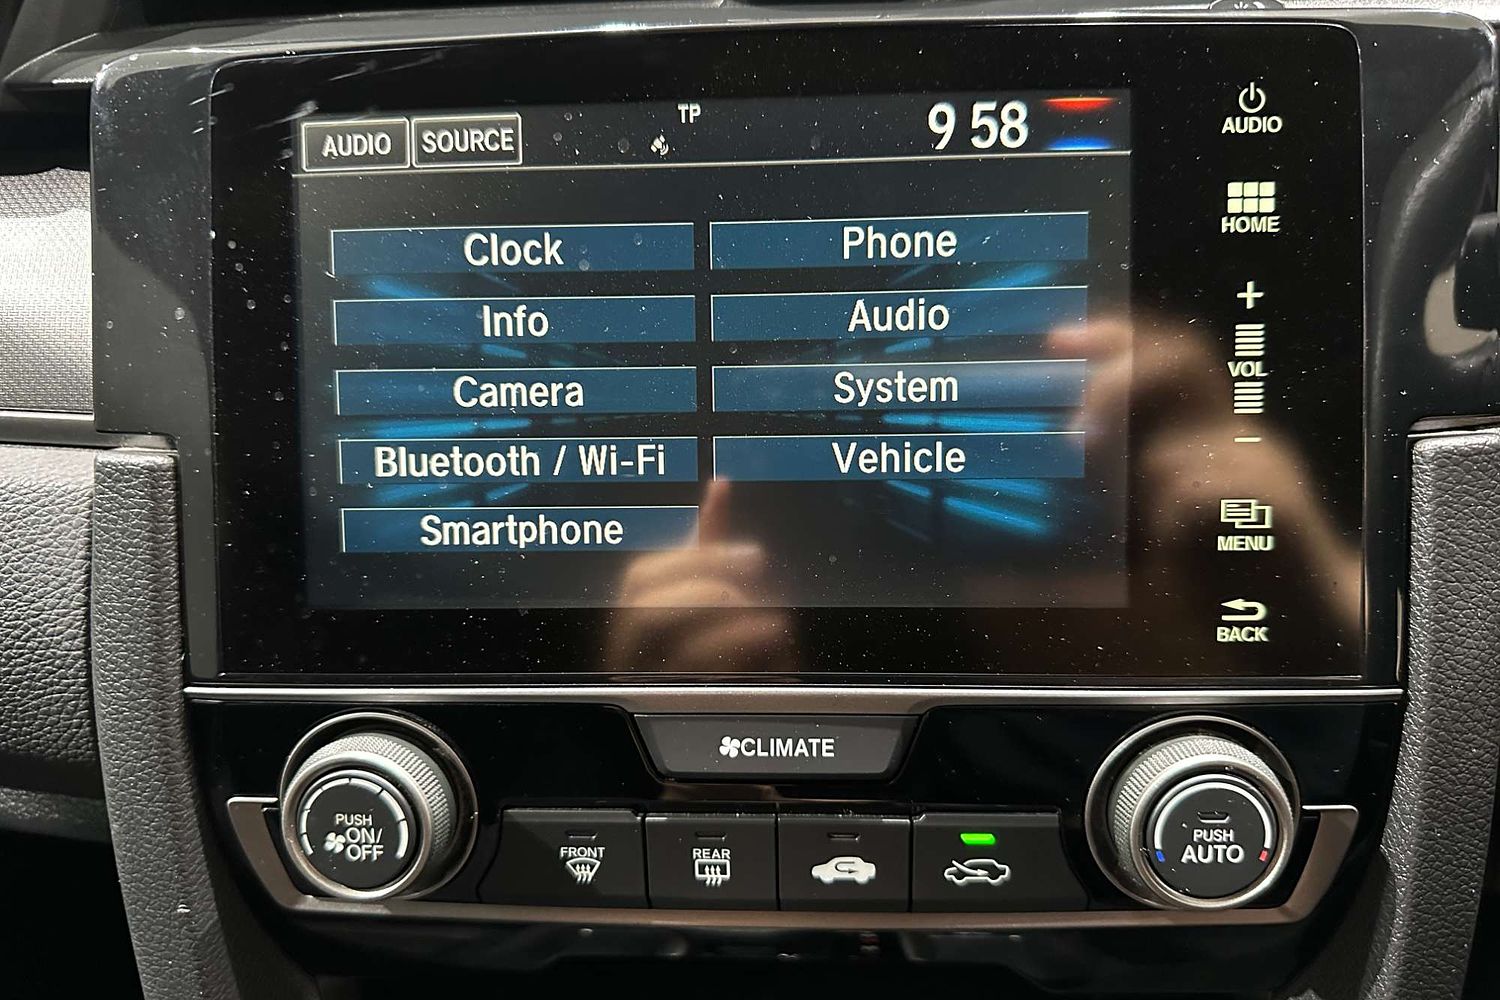 AUDIO SOURCE TP 9 58
Clock Phone
Info Audio
Camera System
Bluetooth / Wi-Fi Vehicle
Smartphone
AUDIO
HOME
+
VOL
−
MENU
BACK
CLIMATE
PUSH
ON/
OFF
FRONT
REAR
PUSH
AUTO